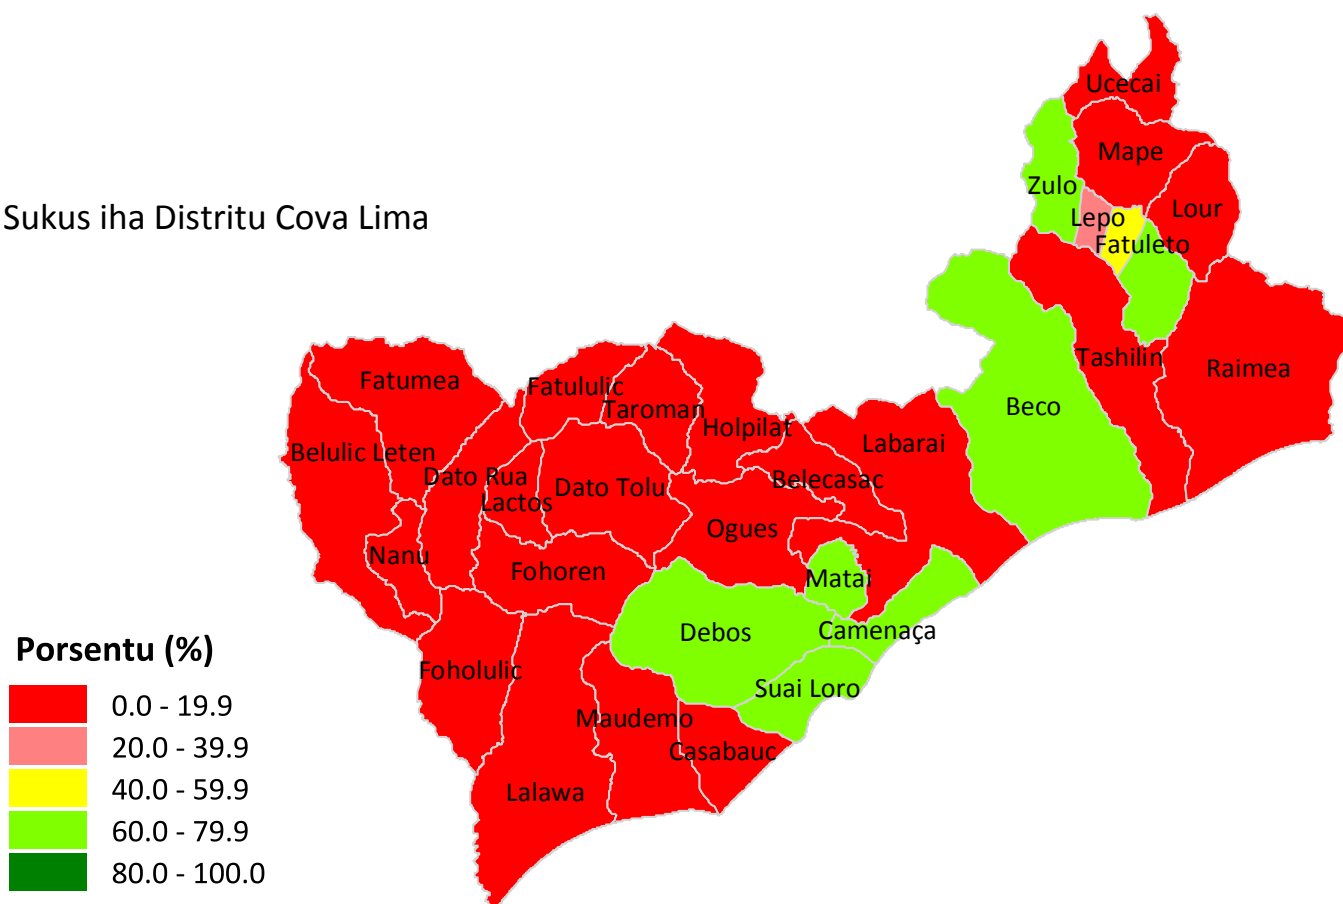 Ucecai
Mape
Zulo
Lepo
Lour
Fatuleto
Sukus iha Distritu Cova Lima
Tashilin
Raimea
Beco
Fatumea
Fatululic
Taroman
Holpilat
Labarai
Belulic Leten
Dato Rua
Lactos
Dato Tolu
Belecasac
Ogues
Nanu
Fohoren
Matai
Debos
Camenaça
Foholulic
Suai Loro
Maudemo
Casabauc
Lalawa
Porsentu (%)
0.0 - 19.9
20.0 - 39.9
40.0 - 59.9
60.0 - 79.9
80.0 - 100.0